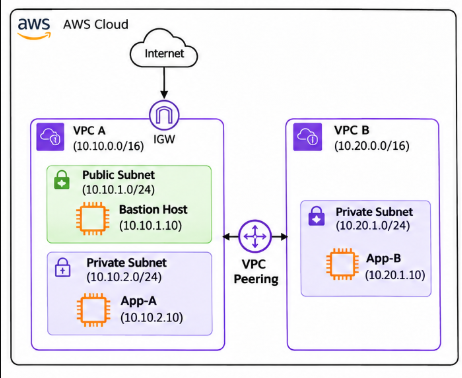 aws
AWS Cloud
Internet
IGW
VPC A
(10.10.0.0/16)
Public Subnet
(10.10.1.0/24)
Bastion Host
(10.10.1.10)
Private Subnet
(10.10.2.0/24)
App-A
(10.10.2.10)
VPC
Peering
VPC B
(10.20.0.0/16)
Private Subnet
(10.20.1.0/24)
App-B
(10.20.1.10)